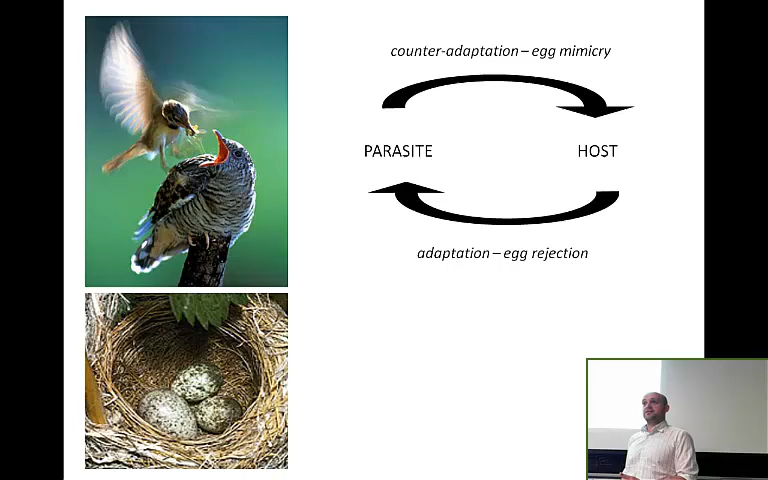 counter-adaptation – egg mimicry
PARASITE
HOST
adaptation – egg rejection